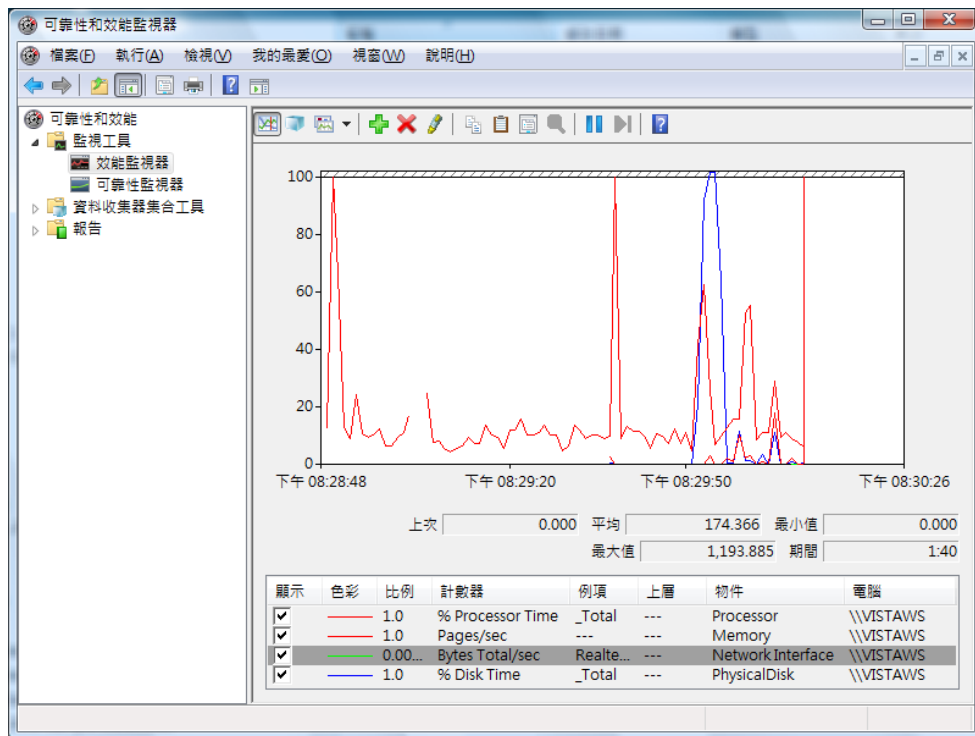 可靠性和效能監視器
檔案(F) 執行(A) 檢視(V) 我的最愛(O) 視窗(W) 說明(H)
可靠性和效能
監視工具
效能監視器
可靠性監視器
資料收集器集合工具
報告
100
80
60
40
20
0
下午 08:28:48 下午 08:29:20 下午 08:29:50 下午 08:30:26
上次 0.000 平均 174.366 最小值 0.000
最大值 1,193.885 期間 1:40
顯示 色彩 比例 計數器 例項 上層 物件 電腦
1.0 % Processor Time _Total --- Processor \\VISTAWS
1.0 Pages/sec --- --- Memory \\VISTAWS
0.00... Bytes Total/sec Realte... --- Network Interface \\VISTAWS
1.0 % Disk Time _Total --- PhysicalDisk \\VISTAWS